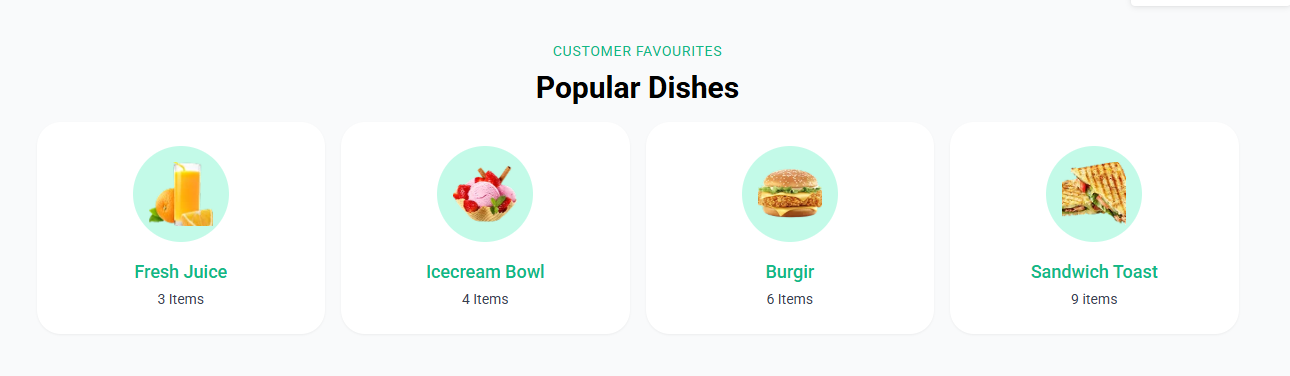 CUSTOMER FAVOURITES
Popular Dishes
Fresh Juice
3 Items
Icecream Bowl
4 Items
Burgir
6 Items
Sandwich Toast
9 items